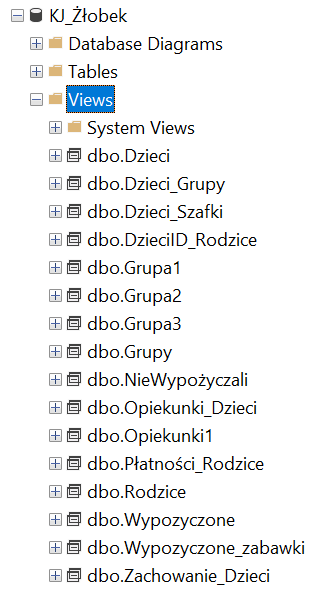 KJ_Żłobek
Database Diagrams
Tables
Views
System Views
dbo.Dzieci
dbo.Dzieci_Grupy
dbo.Dzieci_Szafki
dbo.DzieciID_Rodzice
dbo.Grupa1
dbo.Grupa2
dbo.Grupa3
dbo.Grupy
dbo.NieWypożyczali
dbo.Opiekunki_Dzieci
dbo.Opiekunki1
dbo.Płatności_Rodzice
dbo.Rodzice
dbo.Wypozyczone
dbo.Wypozyczone_zabawki
dbo.Zachowanie_Dzieci